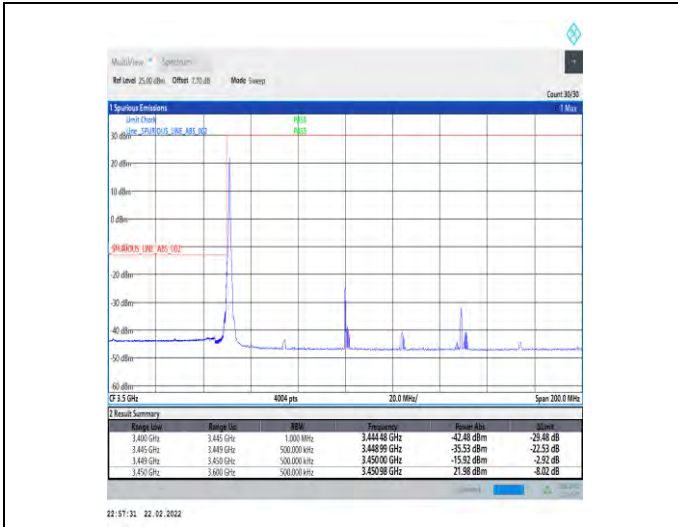 MultiView Spectrum
Ref Level 25.00 dBm Offset 7.70 dB Mode Sweep
Count 30/30
1 Spurious Emissions 1 Max
Limit Check PASS
Line _SPURIOUS_LINE_ABS_002 PASS
30 dBm
20 dBm
10 dBm
0 dBm
SPURIOUS_LINE_ABS_002
-20 dBm
-30 dBm
-40 dBm
-50 dBm
-60 dBm
CF 3.5 GHz 4004 pts 20.0 MHz/ Span 200.0 MHz
2 Result Summary
Range Low Range Up RBW Frequency Power Abs ΔLimit
3.400 GHz 3.445 GHz 1.000 MHz 3.44448 GHz -42.48 dBm -29.48 dB
3.445 GHz 3.449 GHz 500.000 kHz 3.44899 GHz -35.53 dBm -22.53 dB
3.449 GHz 3.450 GHz 500.000 kHz 3.45000 GHz -15.92 dBm -2.92 dB
3.450 GHz 3.600 GHz 500.000 kHz 3.45098 GHz 21.98 dBm -8.02 dB
22:57:31 22.02.2022